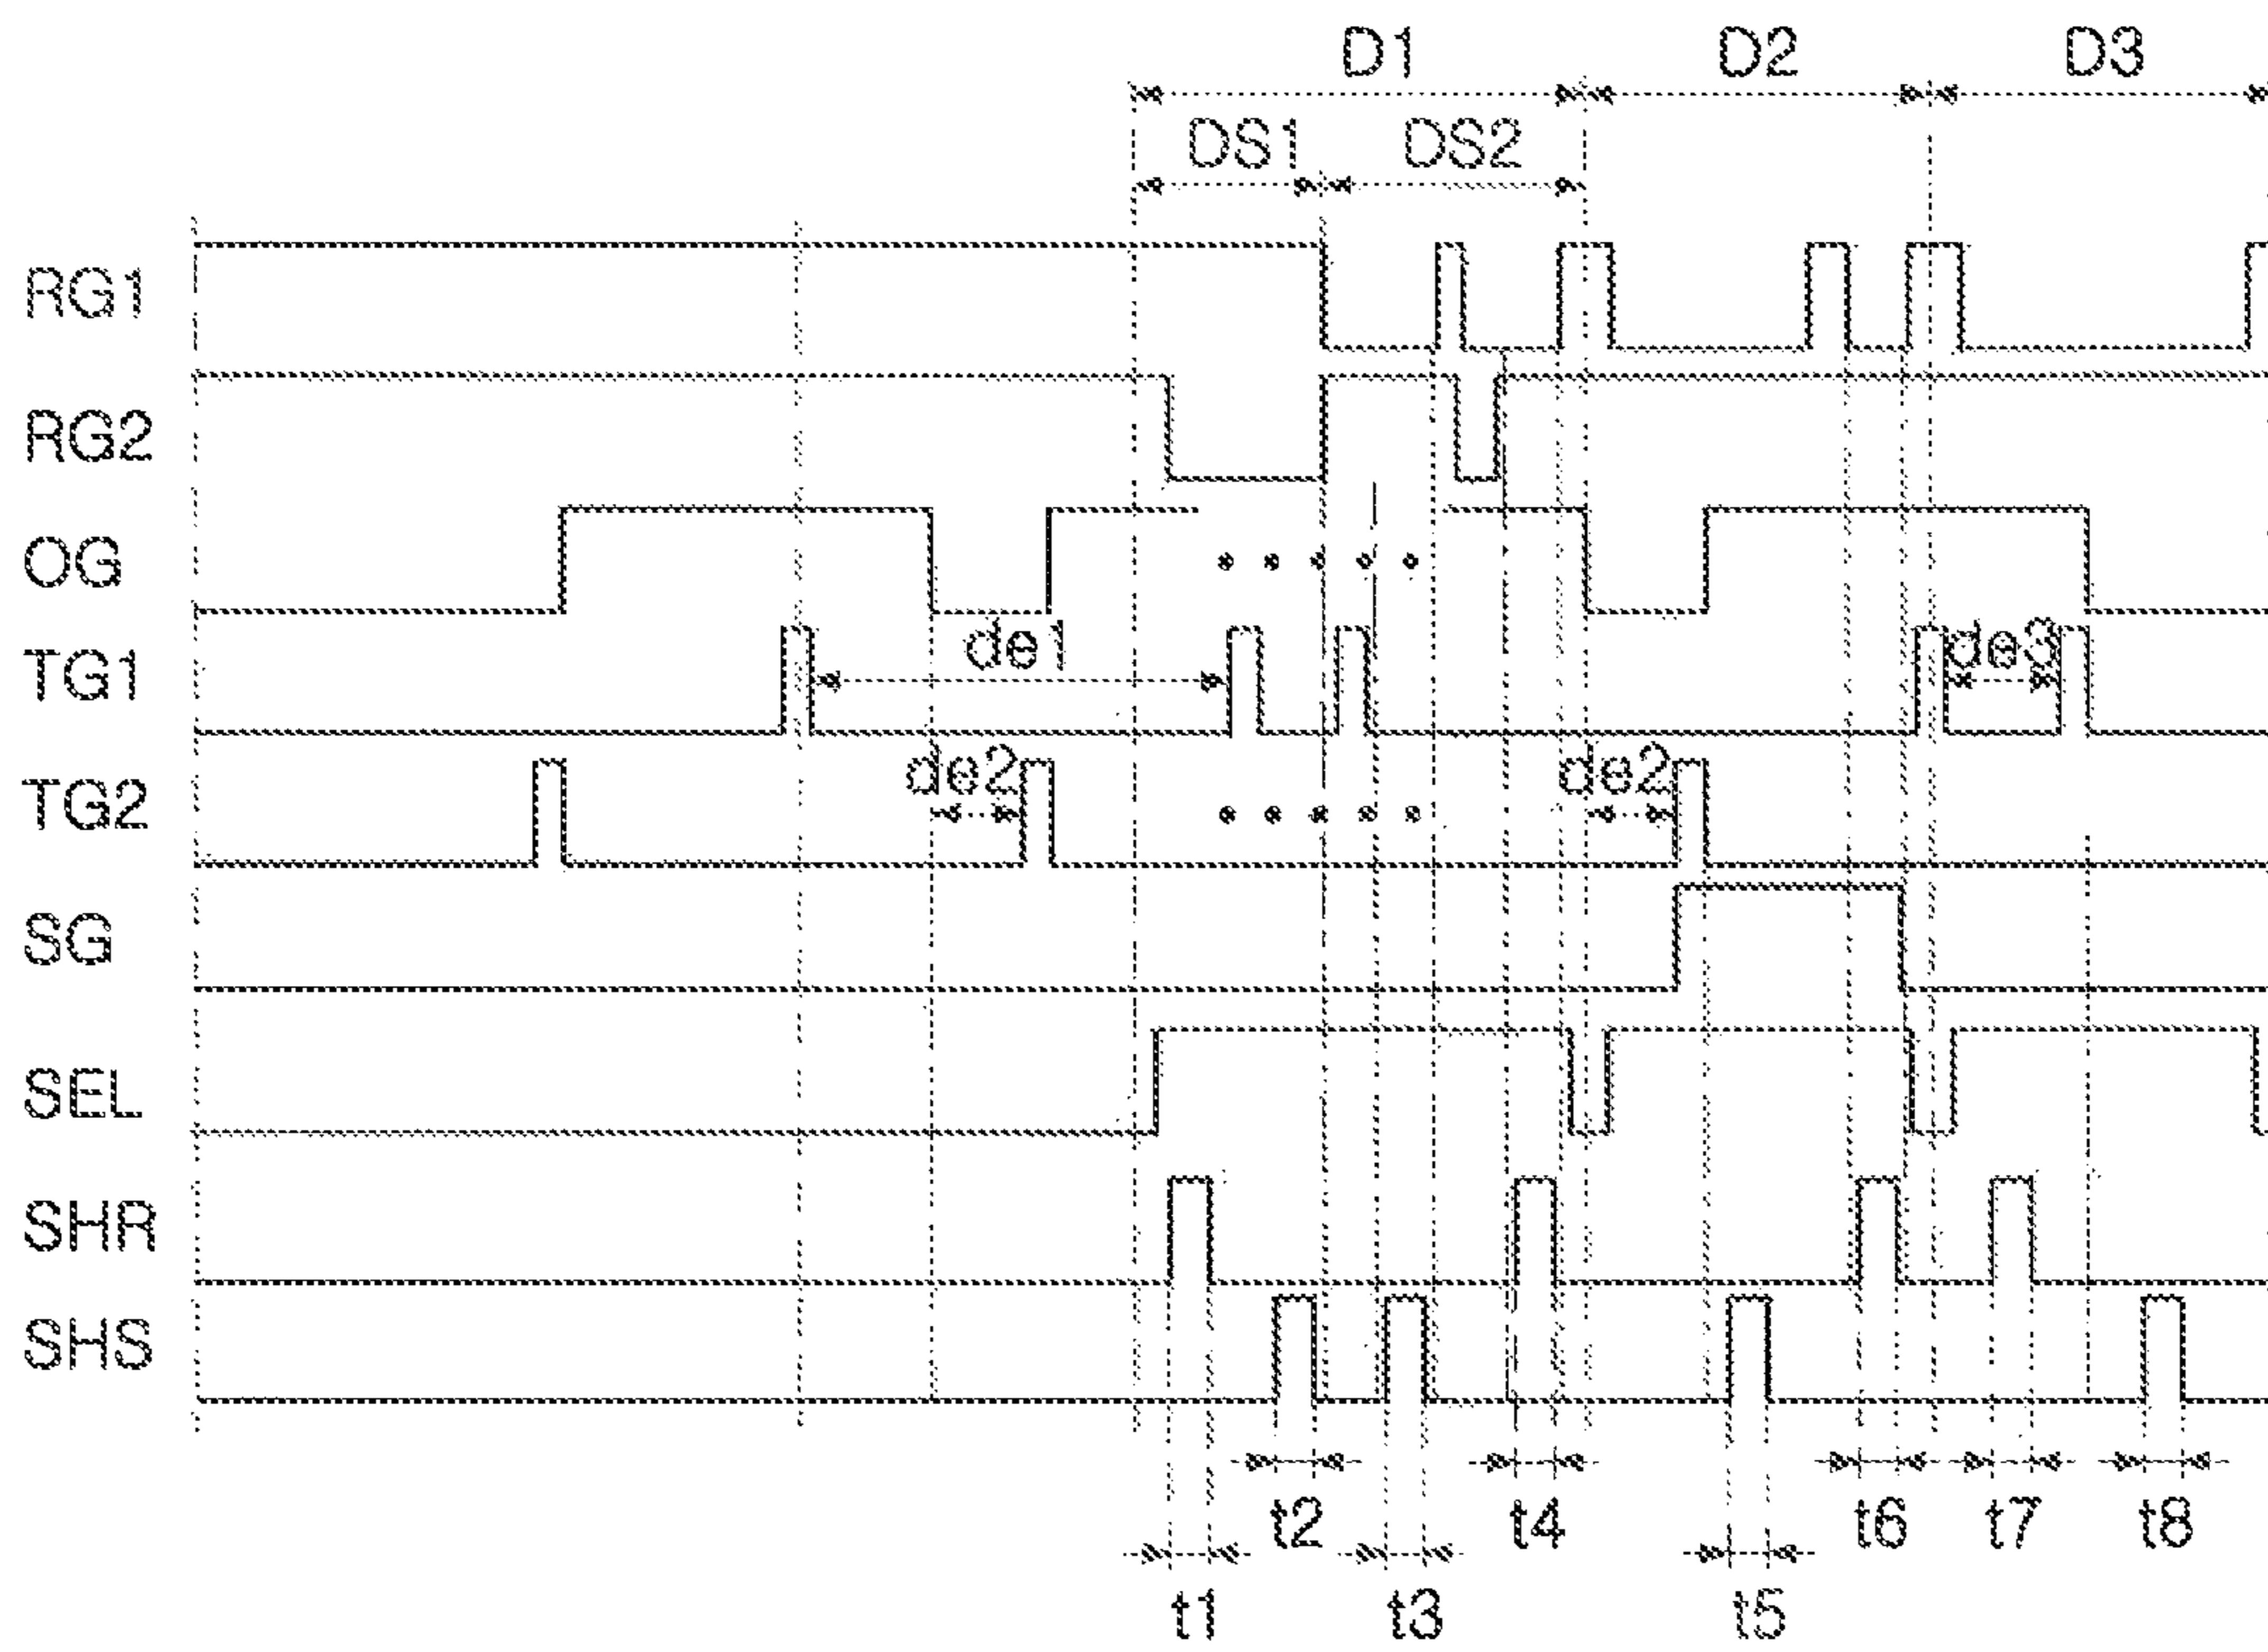 D1 D2 D3
DS1 DS2
RG1
RG2
OG
TG1 de1 de3
TG2 de2 de2
SG
SEL
SHR
SHS
t2 t4 t6 t7 t8
t1 t3 t5